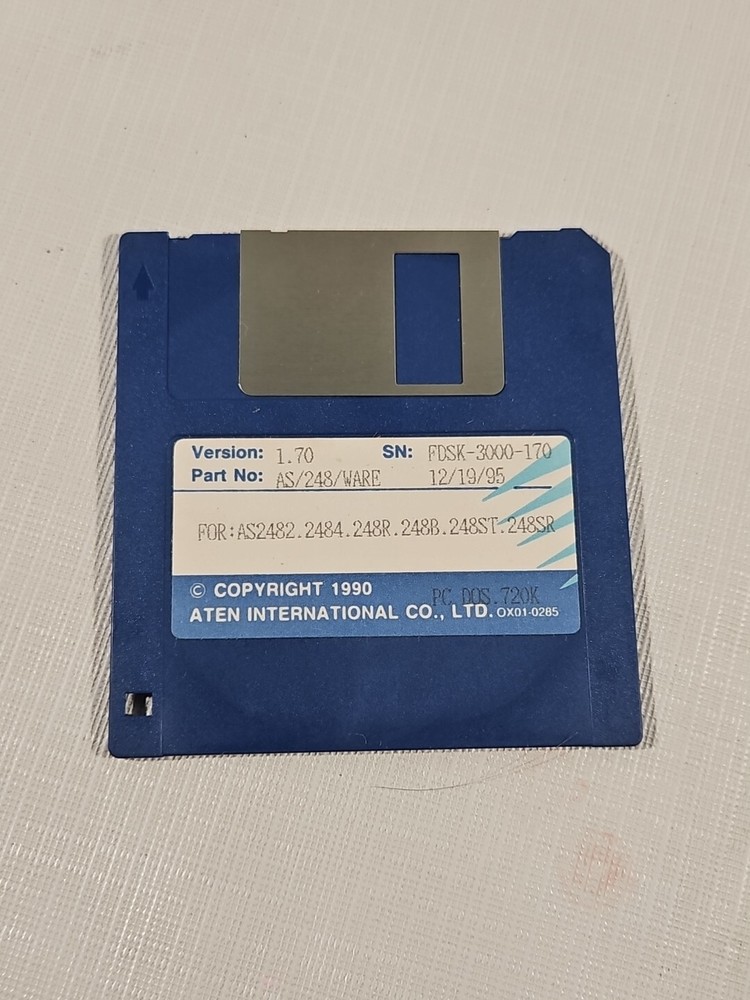 Version: 1.70 SN: FDSK-3000-170
Part No: AS/248/WARE 12/19/95
FOR:AS2482.2484.248R.248B.248ST.248SR
© COPYRIGHT 1990 PC DOS.720K
ATEN INTERNATIONAL CO., LTD. OX01-0285